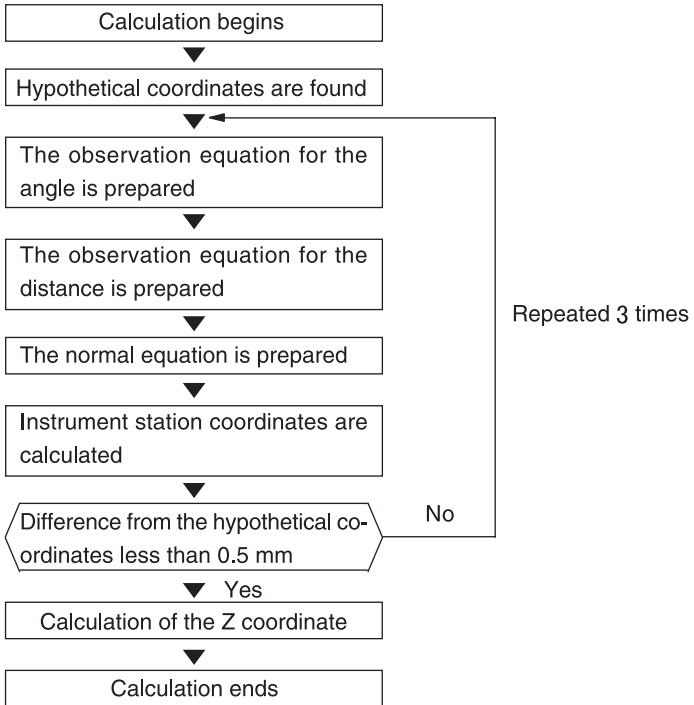 Calculation begins
Hypothetical coordinates are found
The observation equation for the
angle is prepared
The observation equation for the
distance is prepared
Repeated 3 times
The normal equation is prepared
Instrument station coordinates are
calculated
Difference from the hypothetical co-
ordinates less than 0.5 mm
No
Yes
Calculation of the Z coordinate
Calculation ends